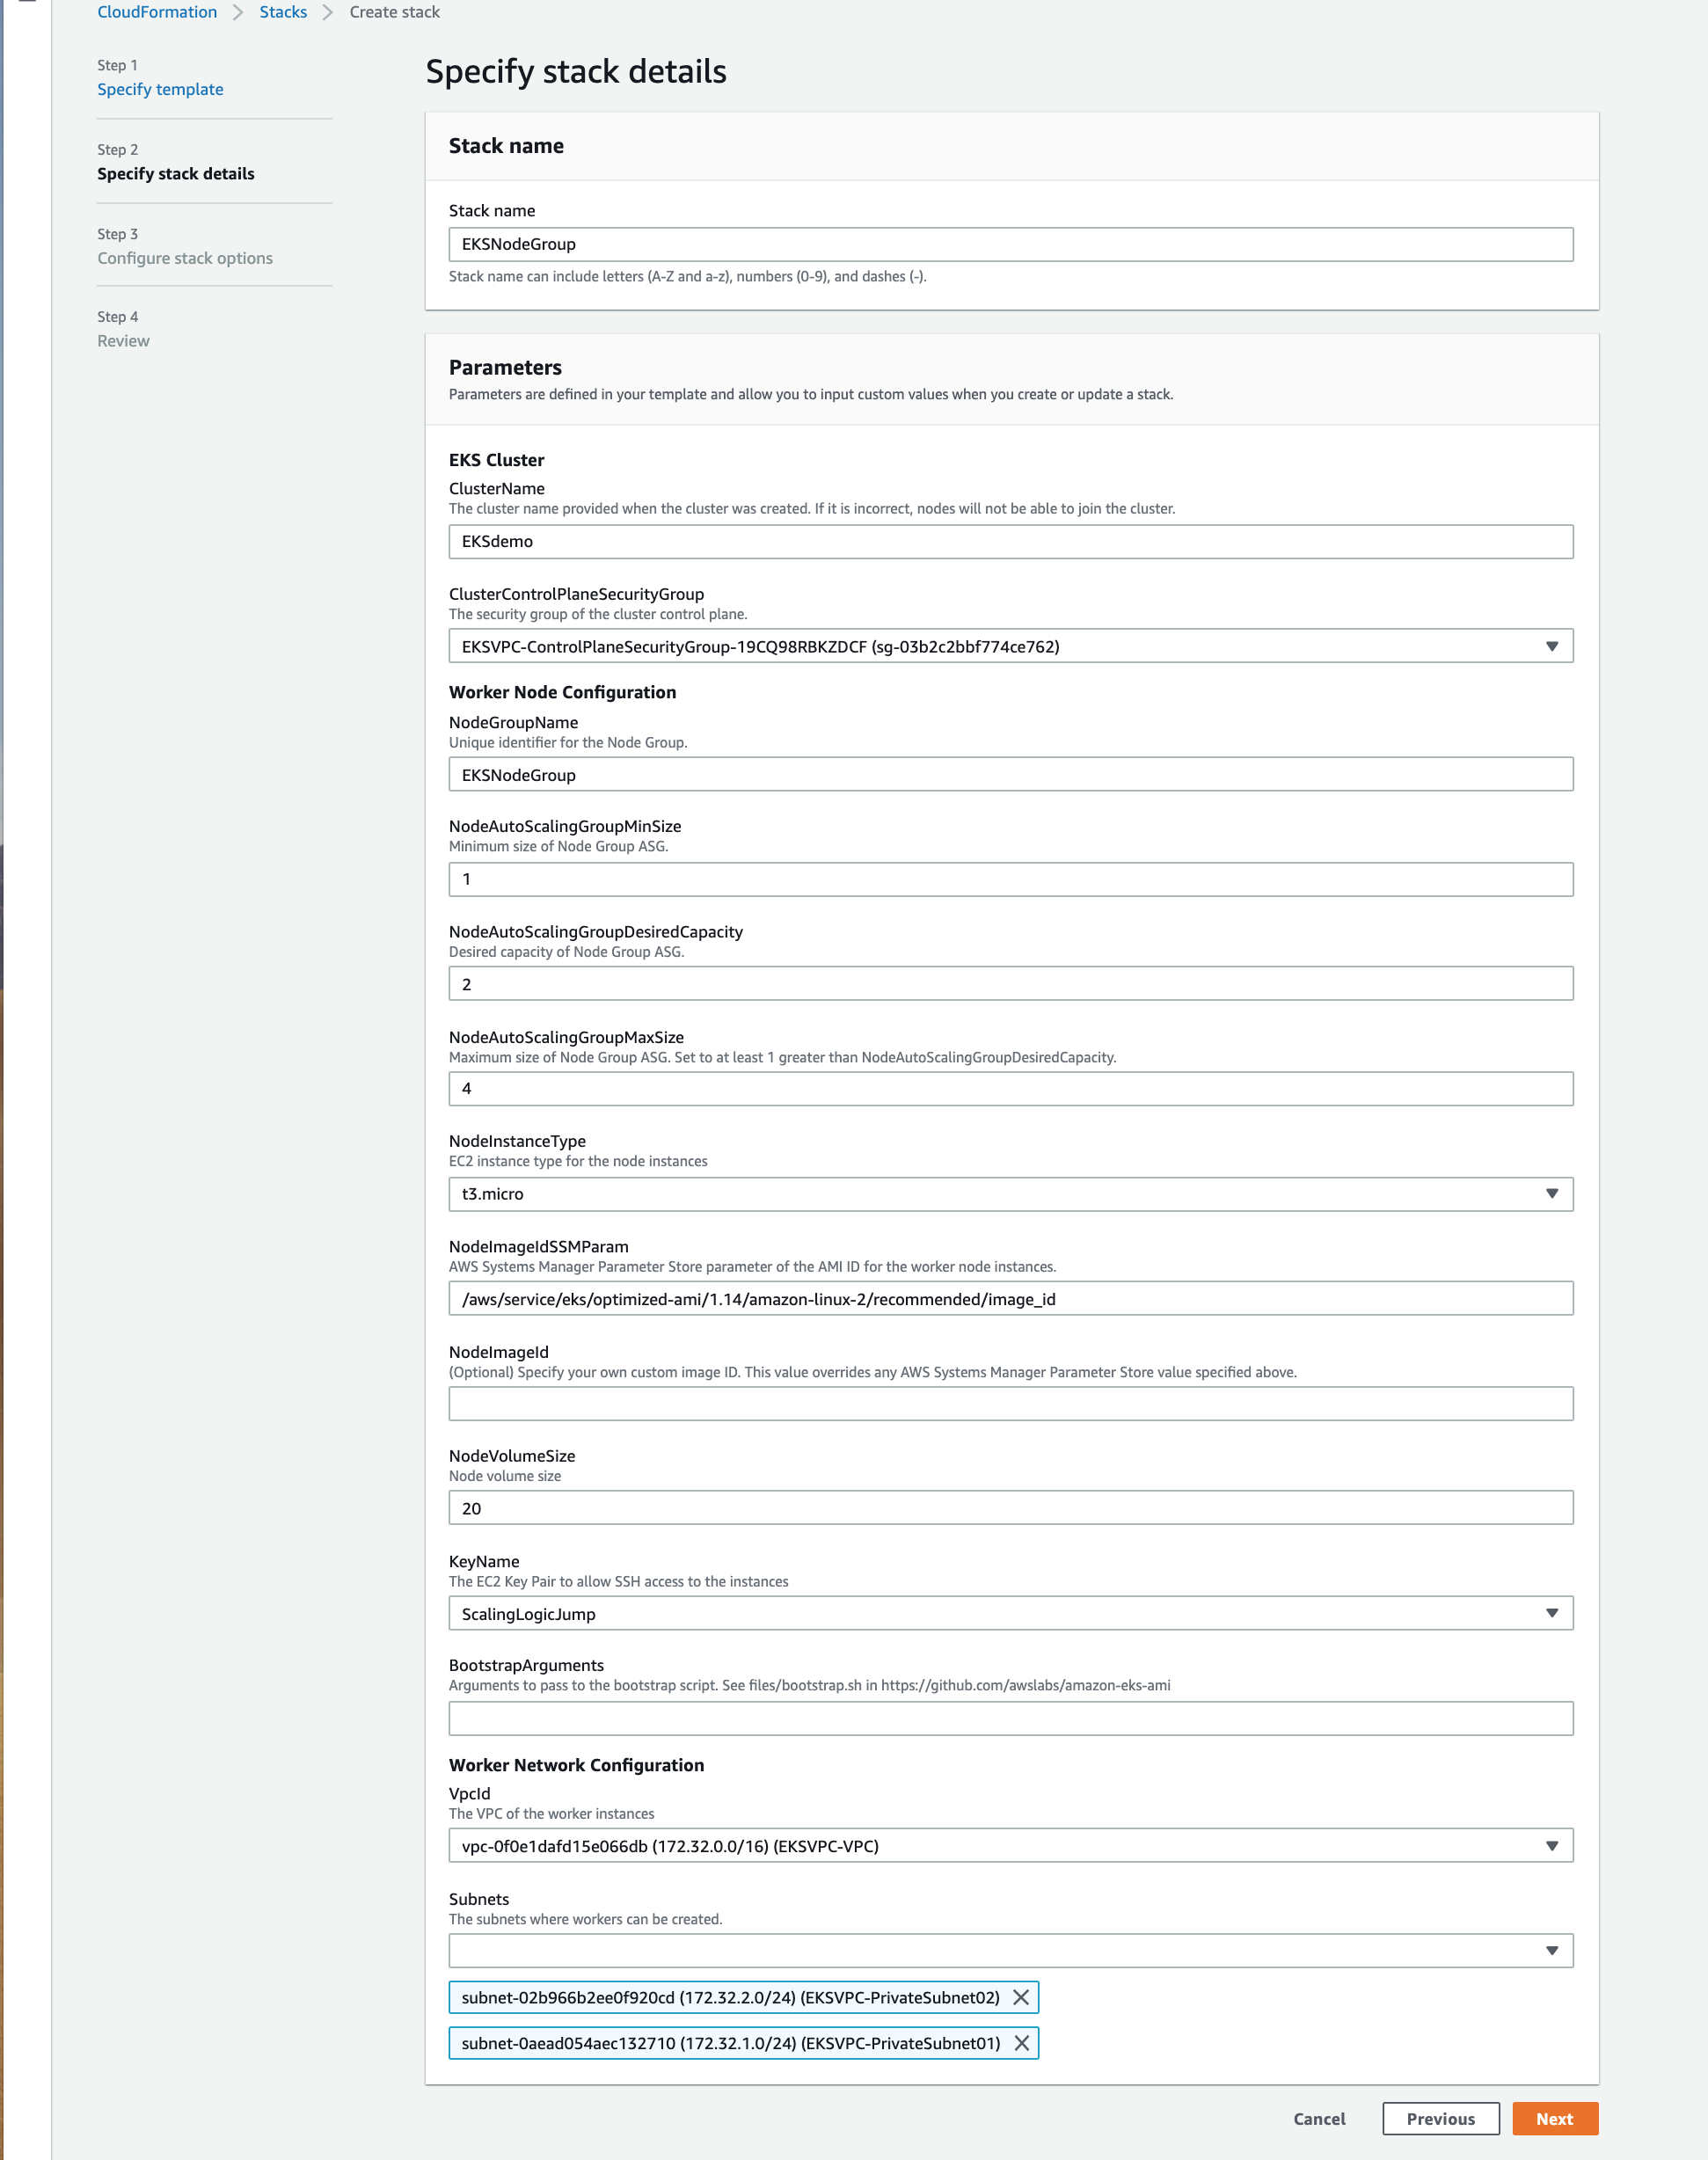 CloudFormation > Stacks > Create stack
Step 1
Specify template
Step 2
Specify stack details
Step 3
Configure stack options
Step 4
Review
Specify stack details
Stack name
Stack name
EKSNodeGroup
Stack name can include letters (A-Z and a-z), numbers (0-9), and dashes (-).
Parameters
Parameters are defined in your template and allow you to input custom values when you create or update a stack.
EKS Cluster
ClusterName
The cluster name provided when the cluster was created. If it is incorrect, nodes will not be able to join the cluster.
EKSdemo
ClusterControlPlaneSecurityGroup
The security group of the cluster control plane.
EKSVPC-ControlPlaneSecurityGroup-19CQ98RBKZDCF (sg-03b2c2bbf774ce762)
Worker Node Configuration
NodeGroupName
Unique identifier for the Node Group.
EKSNodeGroup
NodeAutoScalingGroupMinSize
Minimum size of Node Group ASG.
1
NodeAutoScalingGroupDesiredCapacity
Desired capacity of Node Group ASG.
2
NodeAutoScalingGroupMaxSize
Maximum size of Node Group ASG. Set to at least 1 greater than NodeAutoScalingGroupDesiredCapacity.
4
NodeInstanceType
EC2 instance type for the node instances
t3.micro
NodeImageIdSSMParam
AWS Systems Manager Parameter Store parameter of the AMI ID for the worker node instances.
/aws/service/eks/optimized-ami/1.14/amazon-linux-2/recommended/image_id
NodeImageId
(Optional) Specify your own custom image ID. This value overrides any AWS Systems Manager Parameter Store value specified above.
NodeVolumeSize
Node volume size
20
KeyName
The EC2 Key Pair to allow SSH access to the instances
ScalingLogicJump
BootstrapArguments
Arguments to pass to the bootstrap script. See files/bootstrap.sh in https://github.com/awslabs/amazon-eks-ami
Worker Network Configuration
VpcId
The VPC of the worker instances
vpc-0f0e1dafd15e066db (172.32.0.0/16) (EKSVPC-VPC)
Subnets
The subnets where workers can be created.
subnet-02b966b2ee0f920cd (172.32.2.0/24) (EKSVPC-PrivateSubnet02)
subnet-0aead054aec132710 (172.32.1.0/24) (EKSVPC-PrivateSubnet01)
Cancel Previous Next